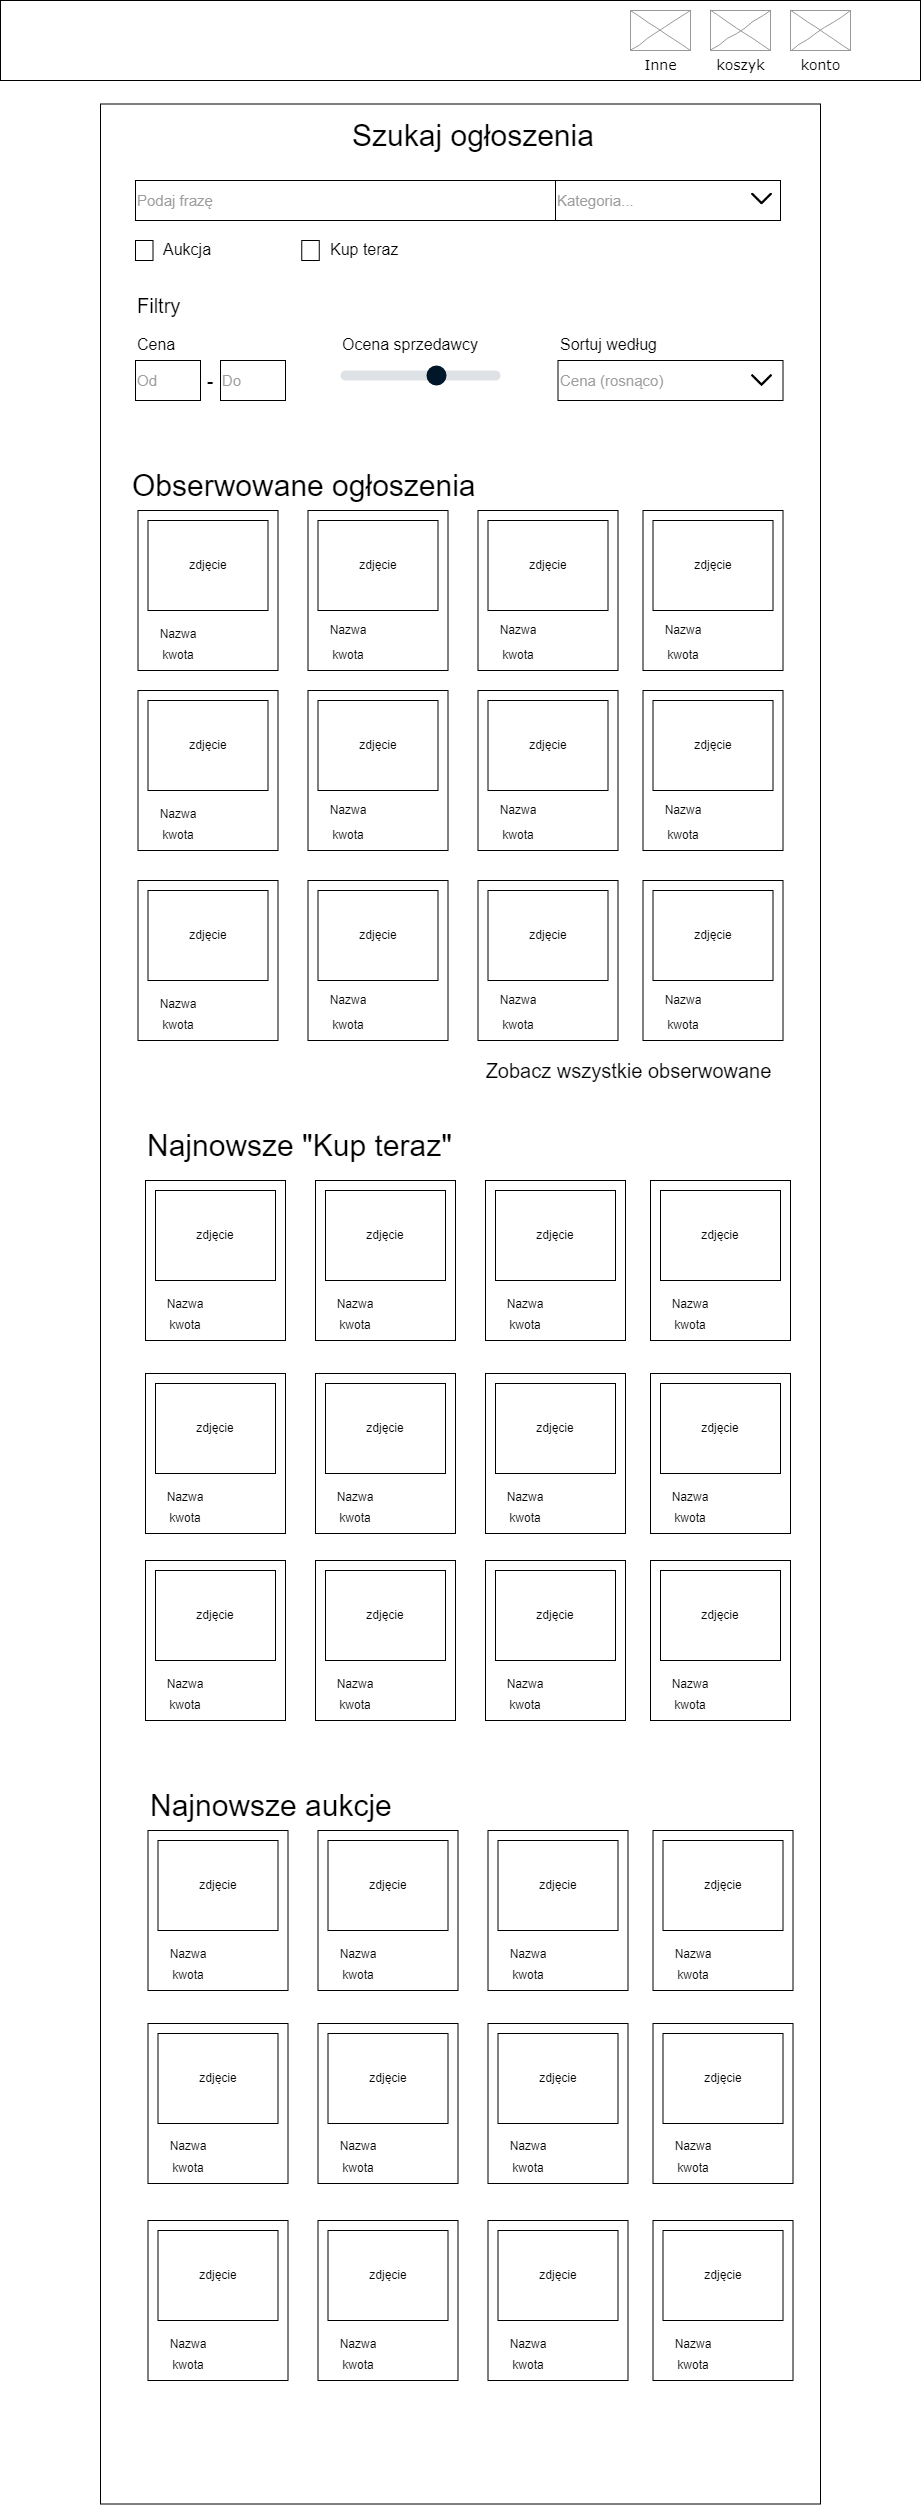 Inne koszyk konto
Szukaj ogłoszenia
Podaj frazę Kategoria...
Aukcja Kup teraz
Filtry
Cena Ocena sprzedawcy Sortuj według
Od - Do Cena (rosnąco)
Obserwowane ogłoszenia
zdjęcie zdjęcie zdjęcie zdjęcie
Nazwa Nazwa Nazwa Nazwa
kwota kwota kwota kwota
zdjęcie zdjęcie zdjęcie zdjęcie
Nazwa Nazwa Nazwa Nazwa
kwota kwota kwota kwota
zdjęcie zdjęcie zdjęcie zdjęcie
Nazwa Nazwa Nazwa Nazwa
kwota kwota kwota kwota
Zobacz wszystkie obserwowane
Najnowsze "Kup teraz"
zdjęcie zdjęcie zdjęcie zdjęcie
Nazwa Nazwa Nazwa Nazwa
kwota kwota kwota kwota
zdjęcie zdjęcie zdjęcie zdjęcie
Nazwa Nazwa Nazwa Nazwa
kwota kwota kwota kwota
zdjęcie zdjęcie zdjęcie zdjęcie
Nazwa Nazwa Nazwa Nazwa
kwota kwota kwota kwota
Najnowsze aukcje
zdjęcie zdjęcie zdjęcie zdjęcie
Nazwa Nazwa Nazwa Nazwa
kwota kwota kwota kwota
zdjęcie zdjęcie zdjęcie zdjęcie
Nazwa Nazwa Nazwa Nazwa
kwota kwota kwota kwota
zdjęcie zdjęcie zdjęcie zdjęcie
Nazwa Nazwa Nazwa Nazwa
kwota kwota kwota kwota